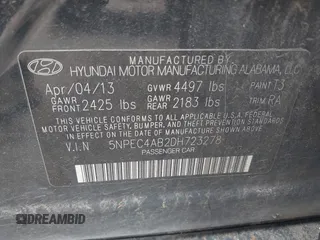 MANUFACTURED BY
HYUNDAI MOTOR MANUFACTURING ALABAMA, LLC
Apr/04/13 GVWR 4497 lbs PAINT T3
GAWR FRONT 2425 lbs GAWR REAR 2183 lbs TRIM RA
THIS VEHICLE CONFORMS TO ALL APPLICABLE
U.S. FEDERAL MOTOR VEHICLE SAFETY, BUMPER,
AND THEFT PREVENTION STANDARDS
IN EFFECT ON THE DATE OF MANUFACTURE SHOWN ABOVE.
V.I.N 5NPEC4AB2DH723278
PASSENGER CAR
DREAMBID